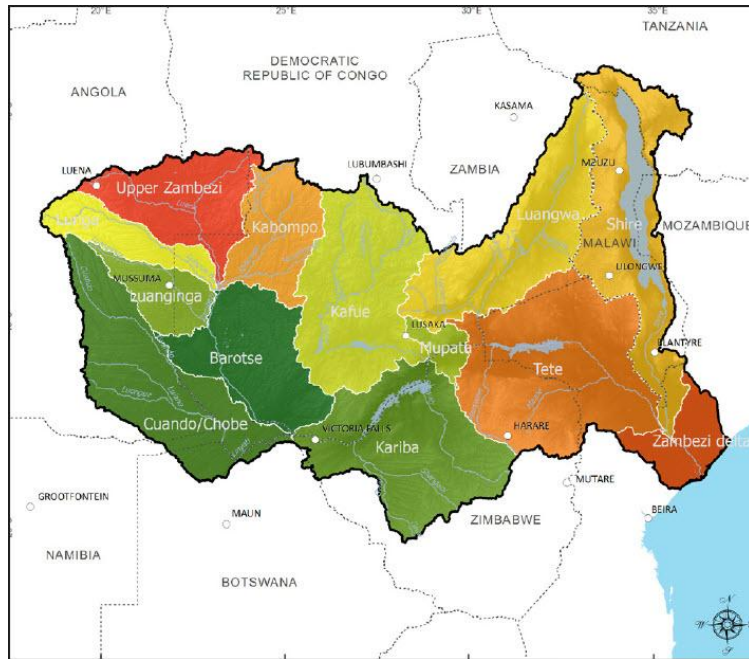 20°E
25°E
30°E
35°E
TANZANIA
DEMOCRATIC
REPUBLIC OF CONGO
ANGOLA
KASAMA
LUENA
Upper Zambezi
LUBUMBASHI
ZAMBIA
MZUZU
Kabompo
Luangwa
Shire
MOZAMBIQUE
MALAWI
LILONGWE
MUSSUMA
Luanginga
Kafue
LUSAKA
Mupata
BLANTYRE
Barotse
Tete
Cuando/Chobe
VICTORIA FALLS
Kariba
HARARE
Zambezi delta
GROOTFONTEIN
MAUN
MUTARE
BEIRA
ZIMBABWE
NAMIBIA
BOTSWANA
N